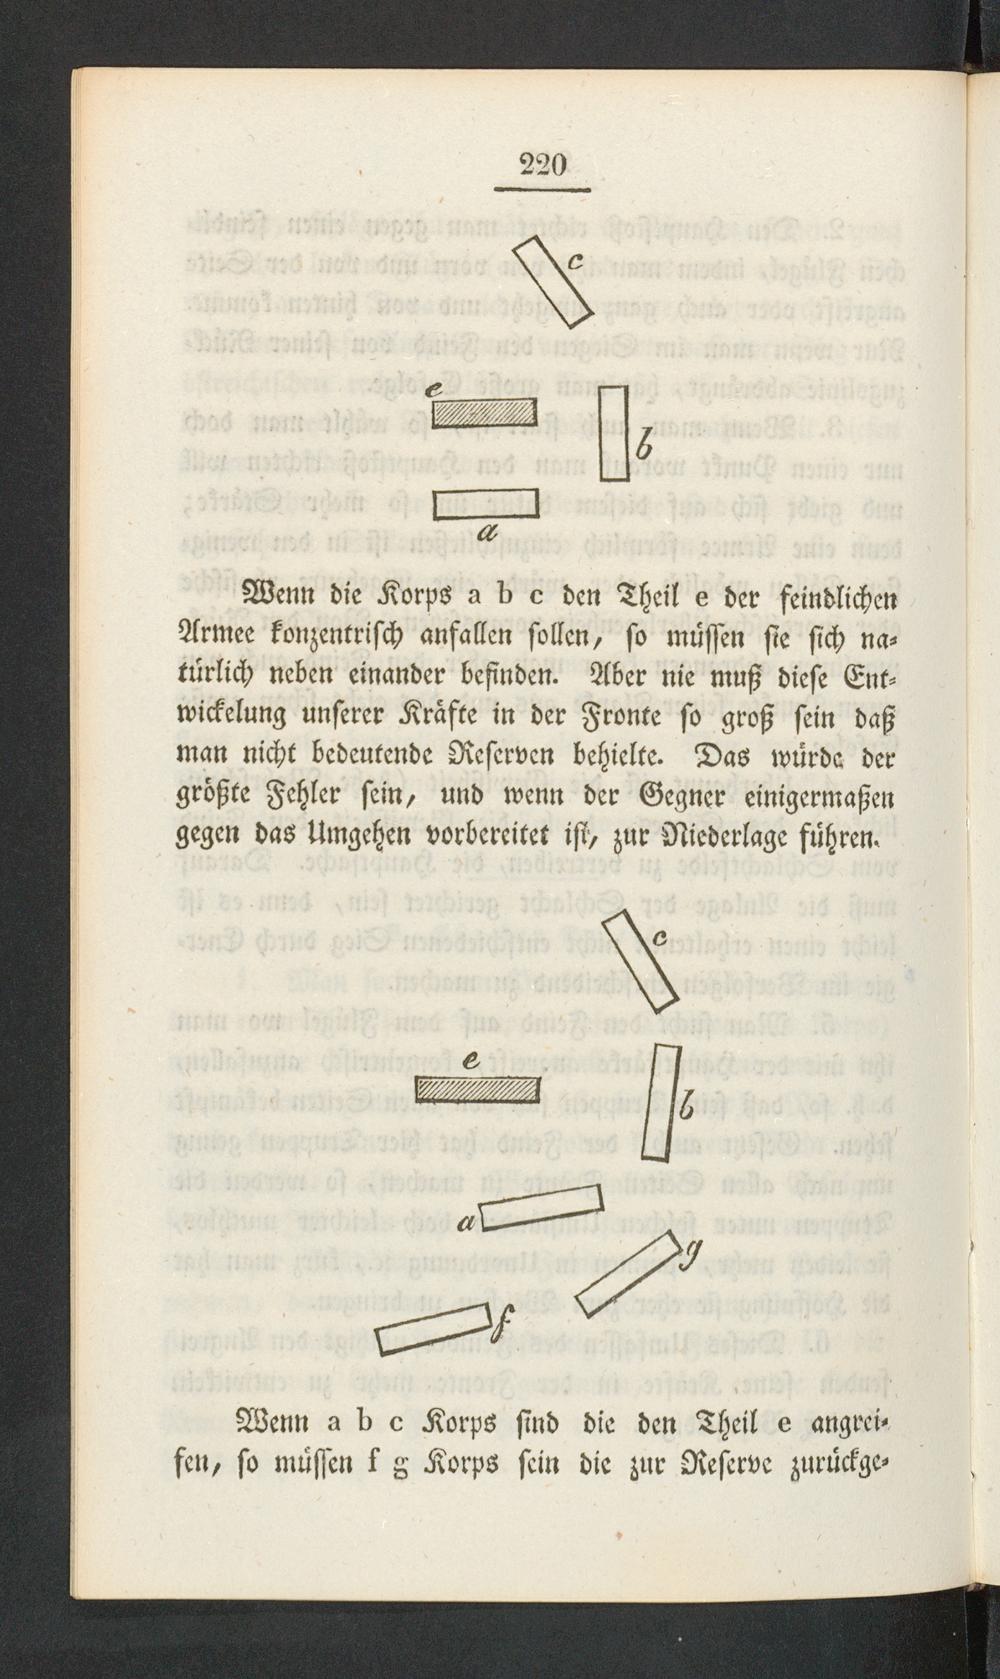 220
c
e
b
a
Wenn die Korps a b c den Theil e der feindlichen
Armee konzentrisch anfallen sollen, so müssen sie sich na-
türlich neben einander befinden. Aber nie muß diese Ent-
wickelung unserer Kräfte in der Fronte so groß sein daß
man nicht bedeutende Reserven behielte. Das würde der
größte Fehler sein, und wenn der Gegner einigermaßen
gegen das Umgehen vorbereitet ist, zur Niederlage führen.
c
e
b
a
g
f
Wenn a b c Korps sind die den Theil e angrei-
fen, so müssen f g Korps sein die zur Reserve zurückge-